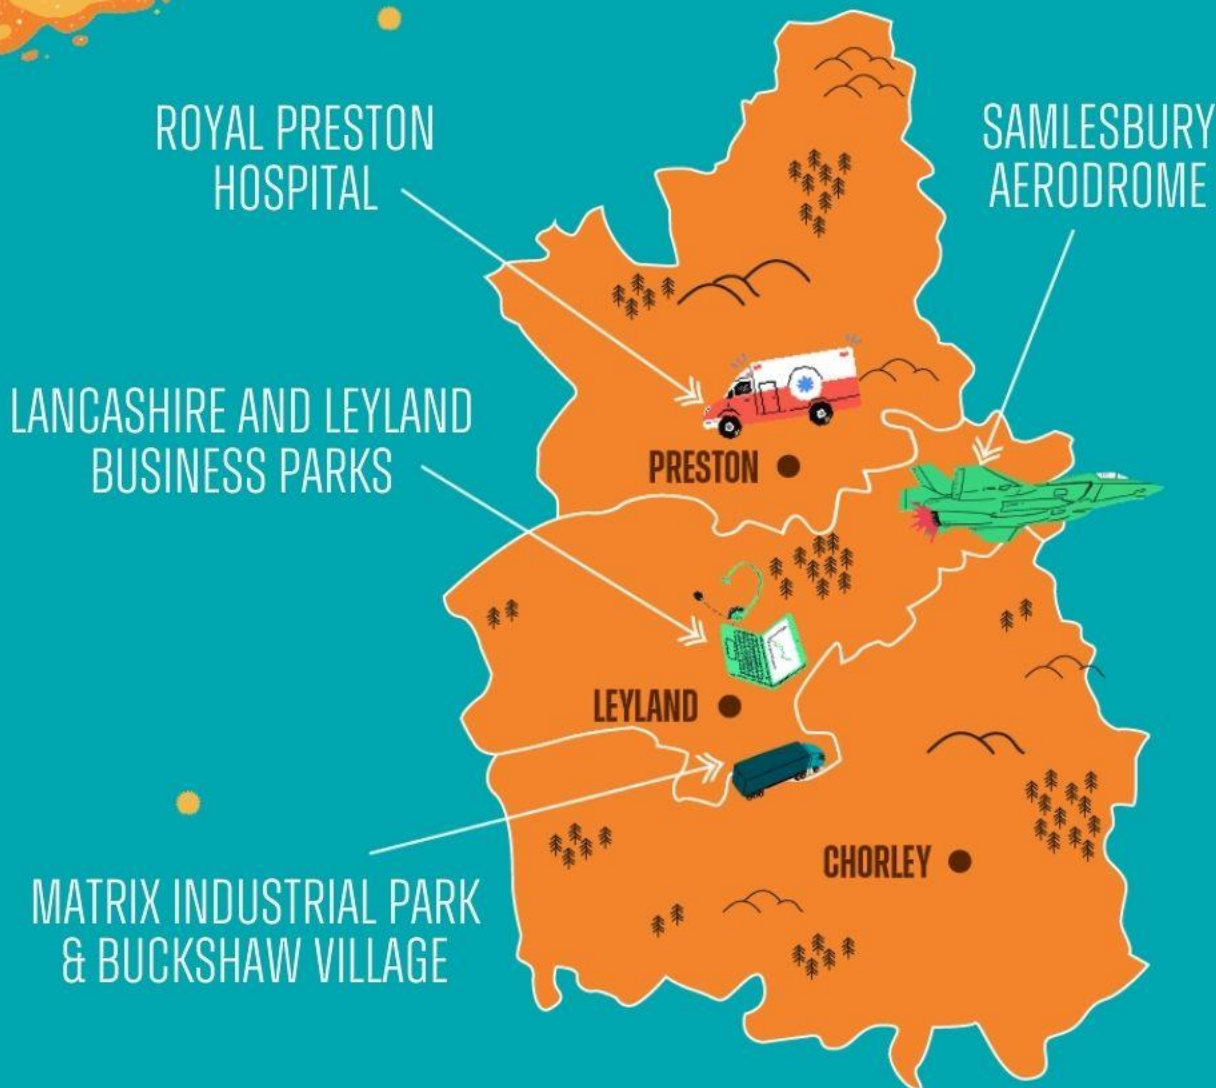 ROYAL PRESTON
HOSPITAL
SAMLESBURY
AERODROME
LANCASHIRE AND LEYLAND
BUSINESS PARKS
PRESTON
LEYLAND
CHORLEY
MATRIX INDUSTRIAL PARK
& BUCKSHAW VILLAGE